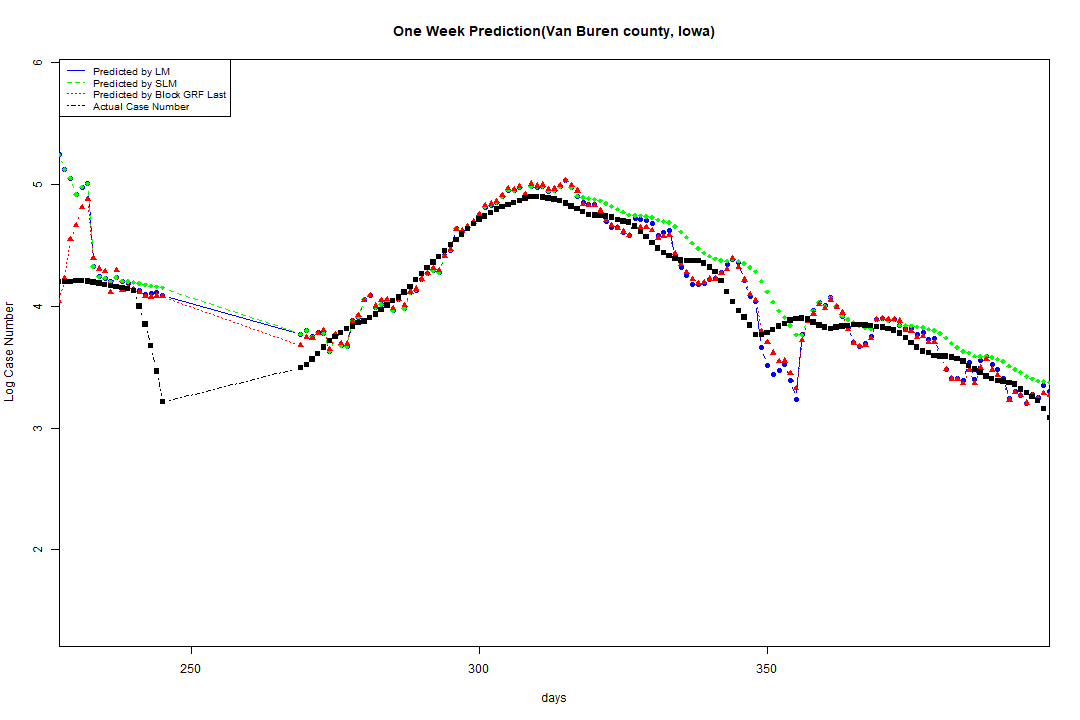 One Week Prediction(Van Buren county, Iowa)
Predicted by LM
Predicted by SLM
Predicted by Block GRF Last
Actual Case Number
6
5
4
3
2
Log Case Number
250
300
350
days